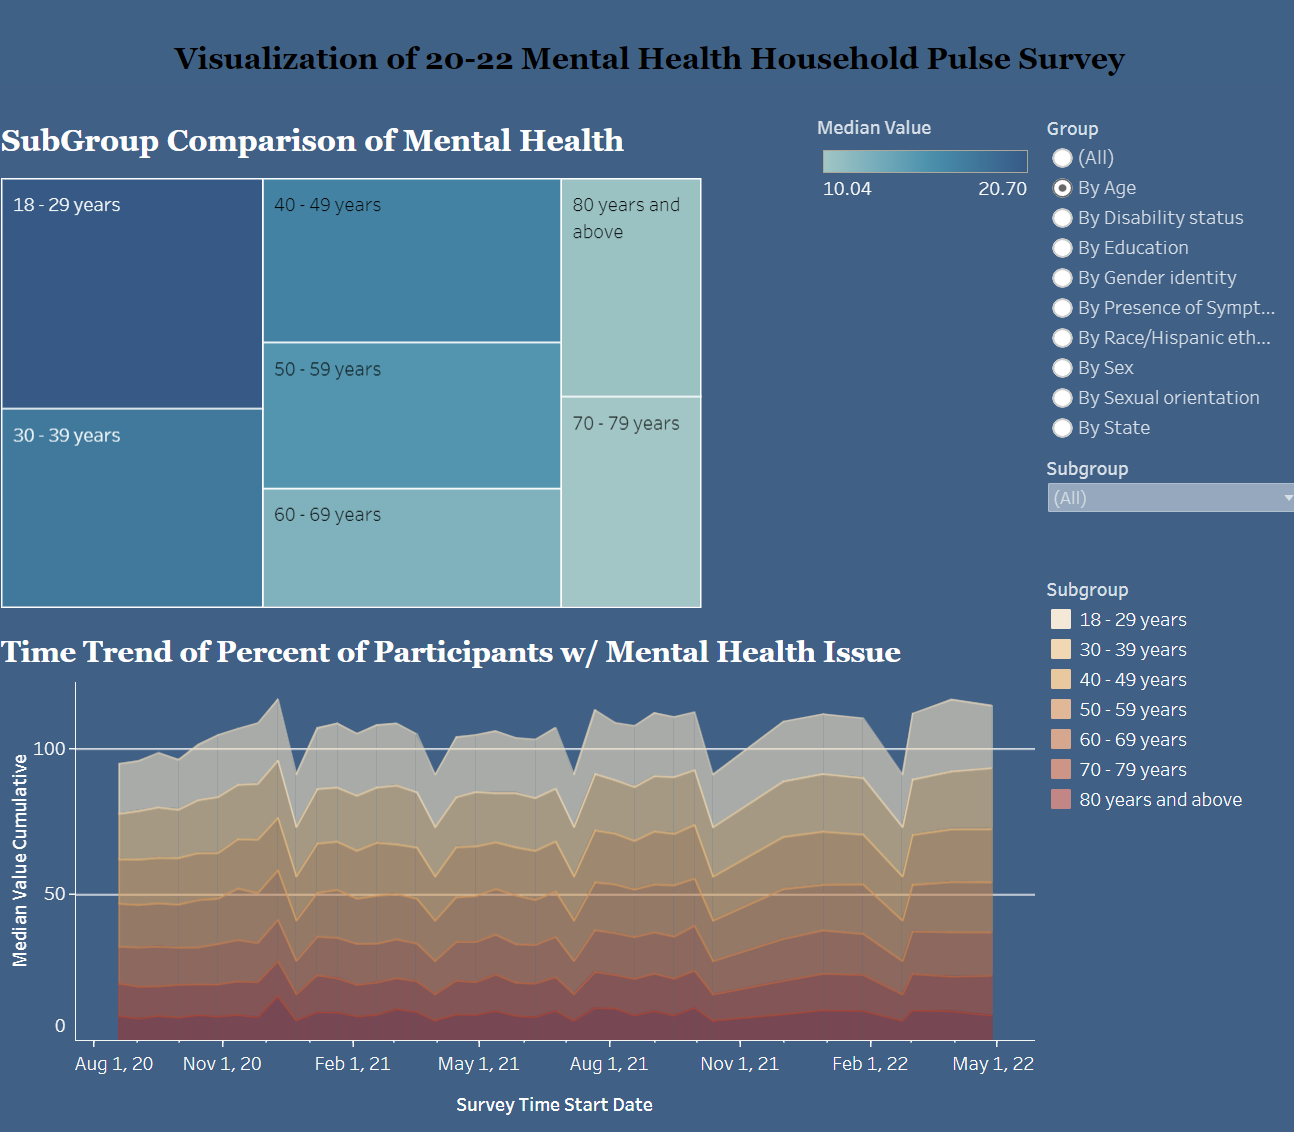 Visualization of 20-22 Mental Health Household Pulse Survey
SubGroup Comparison of Mental Health
18 - 29 years
30 - 39 years
40 - 49 years
50 - 59 years
60 - 69 years
80 years and
above
70 - 79 years
Median Value
10.04 20.70
Group
(All)
By Age
By Disability status
By Education
By Gender identity
By Presence of Sympt...
By Race/Hispanic eth...
By Sex
By Sexual orientation
By State
Subgroup
(All)
Subgroup
18 - 29 years
30 - 39 years
40 - 49 years
50 - 59 years
60 - 69 years
70 - 79 years
80 years and above
Time Trend of Percent of Participants w/ Mental Health Issue
Median Value Cumulative
100
50
0
Aug 1, 20 Nov 1, 20 Feb 1, 21 May 1, 21 Aug 1, 21 Nov 1, 21 Feb 1, 22 May 1, 22
Survey Time Start Date